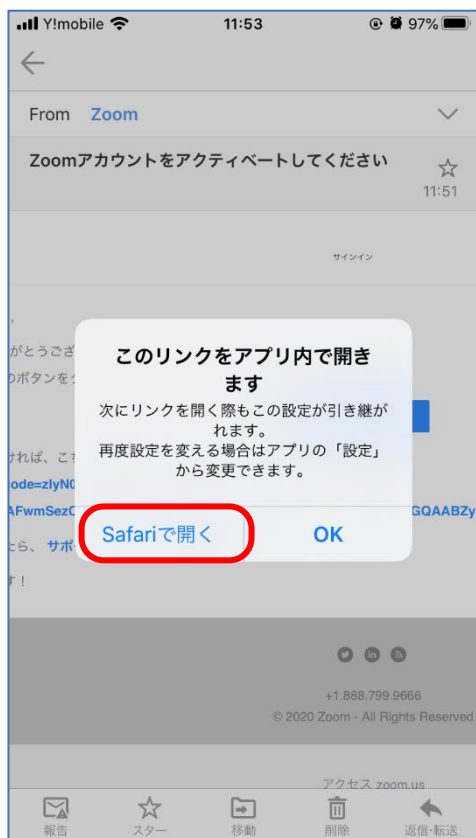 Y!mobile 11:53 97%
From Zoom
Zoomアカウントをアクティベートしてください
11:51
サインイン
がとうござ
のボタンを
このリンクをアプリ内で開き
ます
次にリンクを開く際もこの設定が引き継が
れます。
再度設定を変える場合はアプリの「設定」
から変更できます。
ければ、こ
ode=zlyN0
AFwmSez
GQAABZy
Safariで開く OK
たら、 サポ
す!
+1.888.799.9666
© 2020 Zoom - All Rights Reserved
アクセス zoom.us
報告 スター 移動 削除 返信・転送